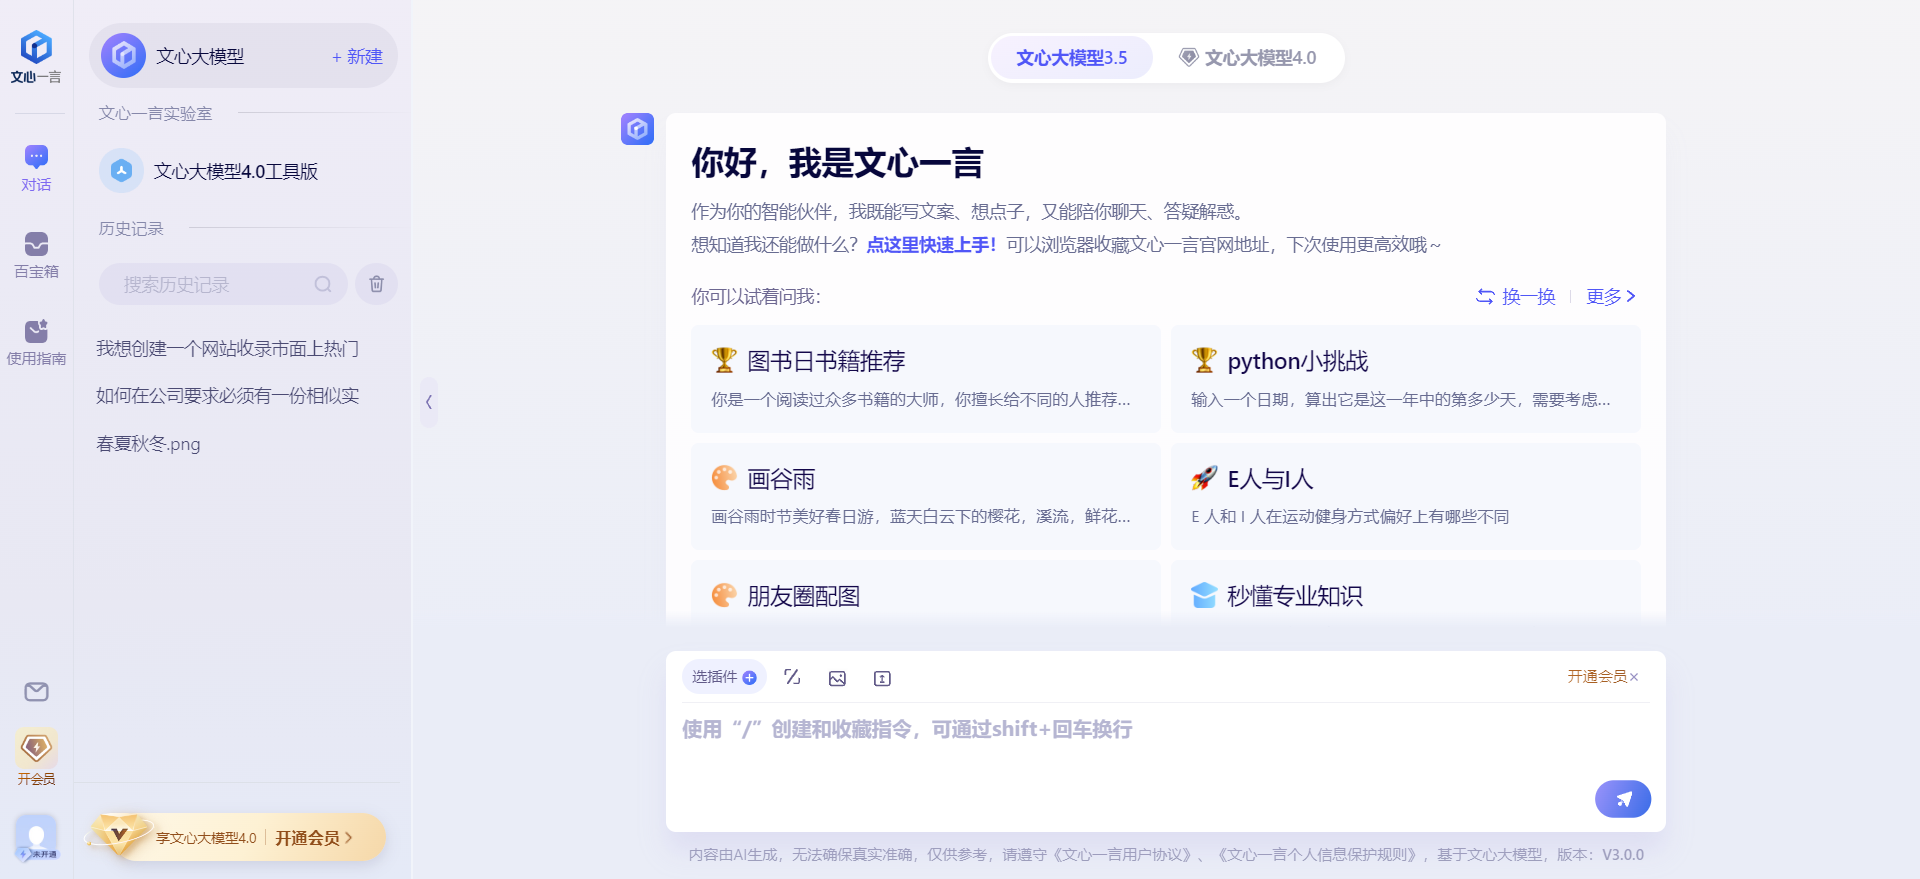 文心一言
对话
百宝箱
使用指南
开会员
未开通
文心大模型
+ 新建
文心一言实验室
文心大模型4.0工具版
历史记录
搜索历史记录
我想创建一个网站收录市面上热门
如何在公司要求必须有一份相似实
春夏秋冬.png
享文心大模型4.0 开通会员
文心大模型3.5
文心大模型4.0
你好，我是文心一言
作为你的智能伙伴，我既能写文案、想点子，又能陪你聊天、答疑解惑。
想知道我还能做什么？点这里快速上手！可以浏览器收藏文心一言官网地址，下次使用更高效哦～
你可以试着问我：
换一换
更多
图书日书籍推荐
你是一个阅读过众多书籍的大师，你擅长给不同的人推荐...
python小挑战
输入一个日期，算出它是这一年中的第多少天，需要考虑...
画谷雨
画谷雨时节美好春日游，蓝天白云下的樱花，溪流，鲜花...
E人与I人
E 人和 I 人在运动健身方式偏好上有哪些不同
朋友圈配图
秒懂专业知识
选插件
开通会员×
使用“/”创建和收藏指令，可通过shift+回车换行
内容由AI生成，无法确保真实准确，仅供参考，请遵守《文心一言用户协议》、《文心一言个人信息保护规则》，基于文心大模型，版本：V3.0.0